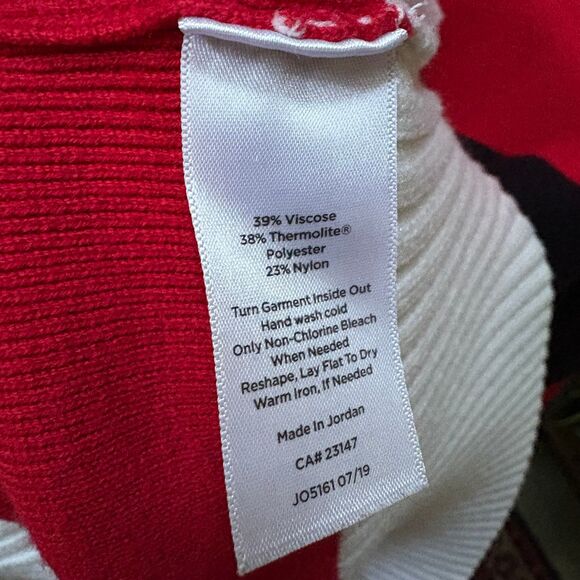 39% Viscose
38% Thermolite®
Polyester
23% Nylon
Turn Garment Inside Out
Hand wash cold
Only Non-Chlorine Bleach
When Needed
Reshape, Lay Flat To Dry
Warm Iron, If Needed
Made In Jordan
CA# 23147
JO5161 07/19